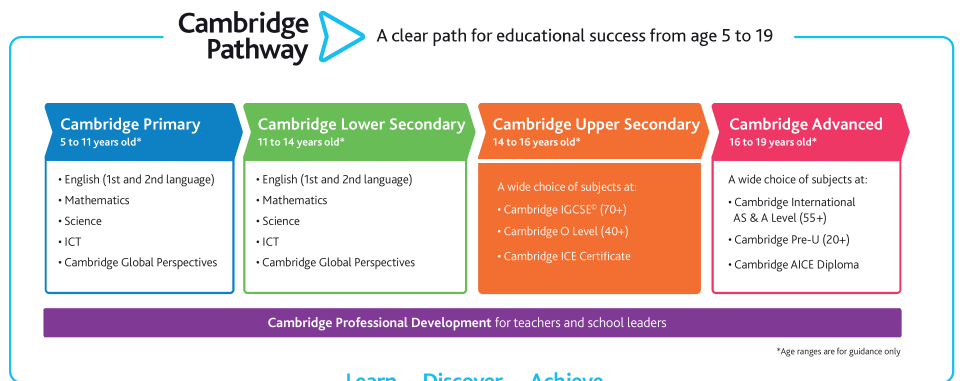 Cambridge
Pathway
A clear path for educational success from age 5 to 19
Cambridge Primary
5 to 11 years old*
• English (1st and 2nd language)
• Mathematics
• Science
• ICT
• Cambridge Global Perspectives
Cambridge Lower Secondary
11 to 14 years old*
• English (1st and 2nd language)
• Mathematics
• Science
• ICT
• Cambridge Global Perspectives
Cambridge Upper Secondary
14 to 16 years old*
A wide choice of subjects at:
• Cambridge IGCSE© (70+)
• Cambridge O Level (40+)
• Cambridge ICE Certificate
Cambridge Advanced
16 to 19 years old*
A wide choice of subjects at:
• Cambridge International
AS & A Level (55+)
• Cambridge Pre-U (20+)
• Cambridge AICE Diploma
Cambridge Professional Development for teachers and school leaders
*Age ranges are for guidance only
Learn Discover Achieve